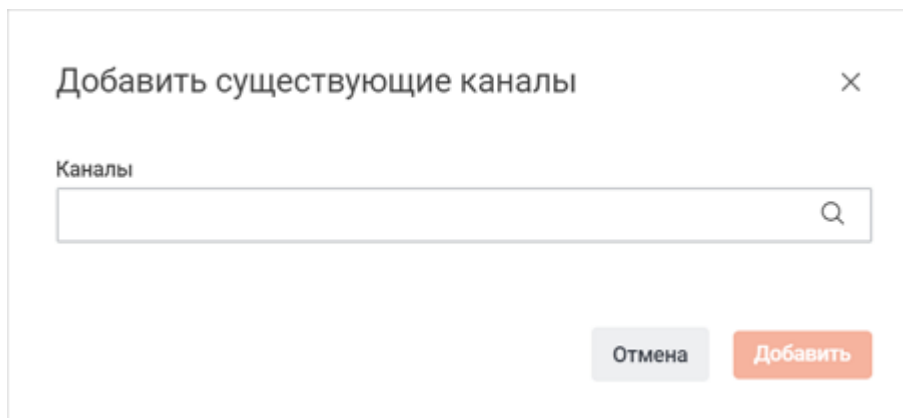 Добавить существующие каналы
Каналы
Отмена
Добавить